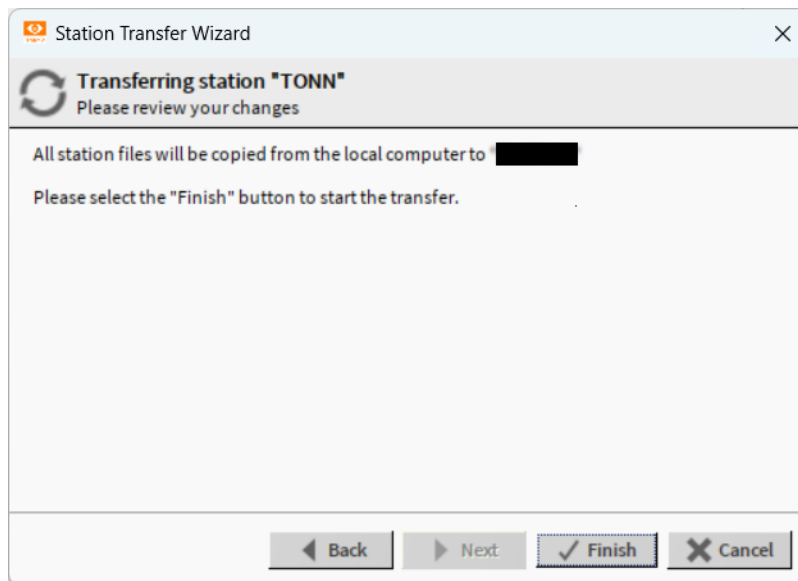 Station Transfer Wizard
Transferring station "TONN"
Please review your changes
All station files will be copied from the local computer to "
Please select the "Finish" button to start the transfer.
Back
Next
Finish
Cancel